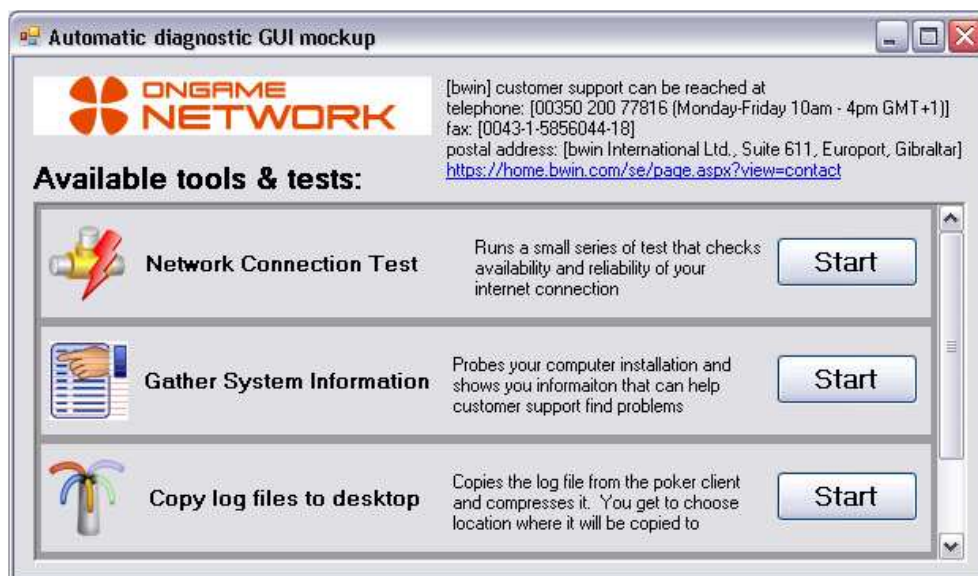 Automatic diagnostic GUI mockup
ONGAME
NETWORK
[bwin] customer support can be reached at
telephone: [00350 200 77816 (Monday-Friday 10am - 4pm GMT+1)]
fax: [0043-1-5856044-18]
postal address: [bwin International Ltd., Suite 611, Europort, Gibraltar]
https://home.bwin.com/se/page.aspx?view=contact
Available tools & tests:
Network Connection Test
Runs a small series of test that checks
availability and reliability of your
internet connection
Start
Gather System Information
Probes your computer installation and
shows you informaiton that can help
customer support find problems
Start
Copy log files to desktop
Copies the log file from the poker client
and compresses it. You get to choose
location where it will be copied to
Start